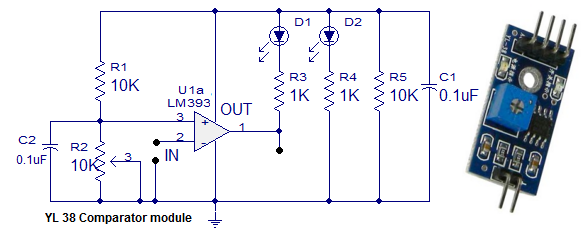 D1
D2
R1
10K
U1a
LM393
OUT
R3
1K
R4
1K
R5
10K
C1
0.1uF
3
+
1
2
-
IN
C2
0.1uF
R2
10K
3
YL 38 Comparator module